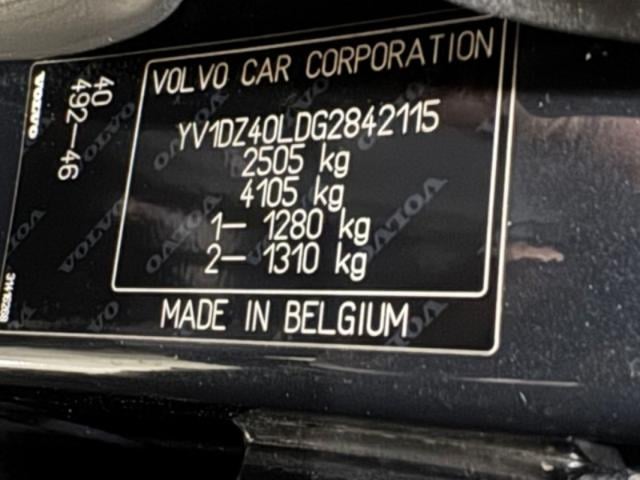 VOLVO CAR CORPORATION
YV1DZ40LDG2842115
2505 kg
4105 kg
1– 1280 kg
2– 1310 kg
MADE IN BELGIUM
VOLVO
40
492–46